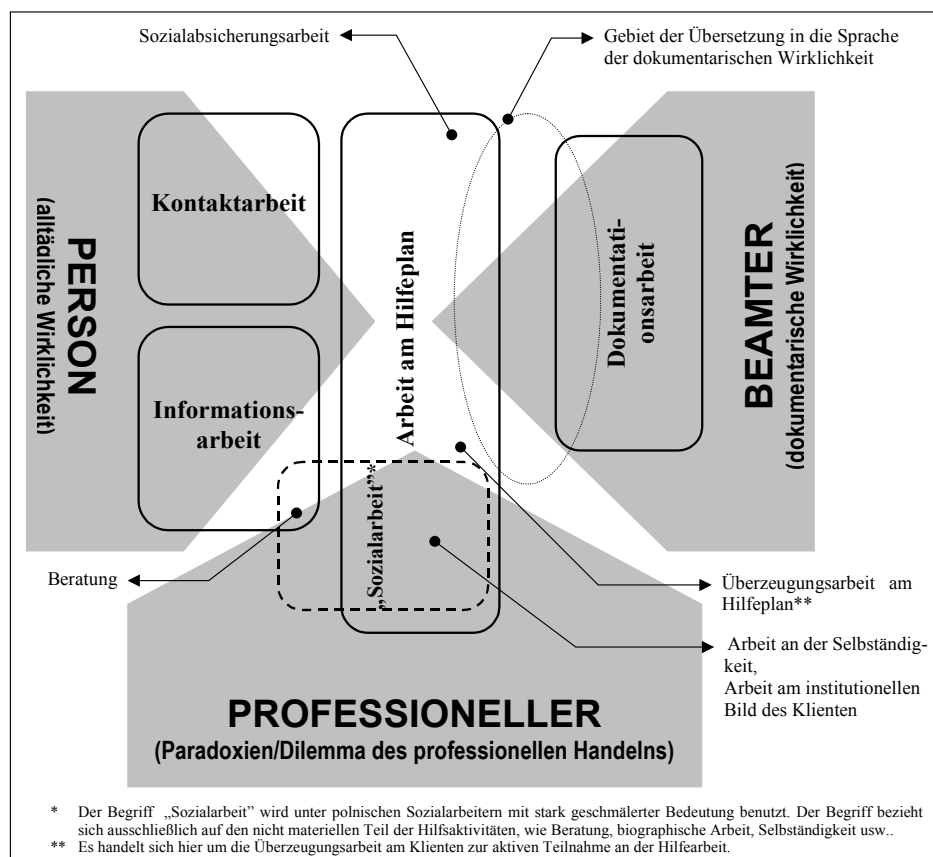 Sozialabsicherungsarbeit
Gebiet der Übersetzung in die Sprache
der dokumentarischen Wirklichkeit
PERSON
(alltägliche Wirklichkeit)
Kontaktarbeit
Informations-
arbeit
Arbeit am Hilfeplan
„Sozialarbeit”*
Dokumentati-
onsarbeit
BEAMTER
(dokumentarische Wirklichkeit)
Beratung
Überzeugungsarbeit am
Hilfeplan**
Arbeit an der Selbständig-
keit,
Arbeit am institutionellen
Bild des Klienten
PROFESSIONELLER
(Paradoxien/Dilemma des professionellen Handelns)
* Der Begriff „Sozialarbeit” wird unter polnischen Sozialarbeitern mit stark geschmälerter Bedeutung benutzt. Der Begriff bezieht
sich ausschließlich auf den nicht materiellen Teil der Hilfsaktivitäten, wie Beratung, biographische Arbeit, Selbständigkeit usw..
** Es handelt sich hier um die Überzeugungsarbeit am Klienten zur aktiven Teilnahme an der Hilfearbeit.